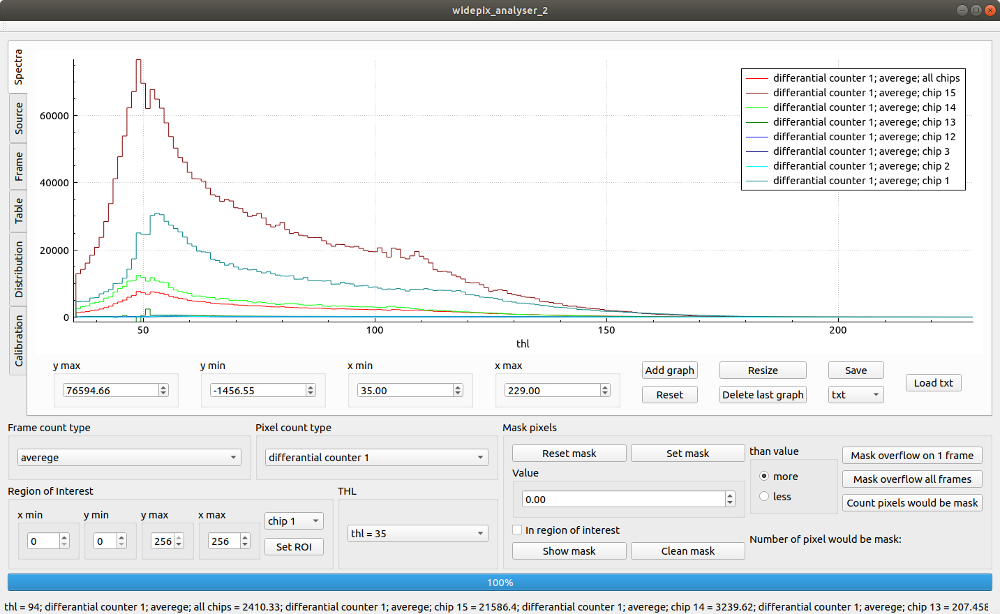 widepix_analyser_2
Spectra
Source
Frame
Table
Distribution
Calibration
60000
40000
20000
0
50
100
150
200
thl
differantial counter 1; averege; all chips
differantial counter 1; averege; chip 15
differantial counter 1; averege; chip 14
differantial counter 1; averege; chip 13
differantial counter 1; averege; chip 12
differantial counter 1; averege; chip 3
differantial counter 1; averege; chip 2
differantial counter 1; averege; chip 1
y max
y min
x min
x max
76594.66
-1456.55
35.00
229.00
Add graph
Resize
Save
Load txt
Reset
Delete last graph
txt
Frame count type
averege
Pixel count type
differantial counter 1
Region of Interest
x min
y min
y max
x max
0
0
256
256
chip 1
Set ROI
THL
thl = 35
Mask pixels
Reset mask
Set mask
Value
0.00
In region of interest
Show mask
Clean mask
than value
more
less
Mask overflow on 1 frame
Mask overflow all frames
Count pixels would be mask
Number of pixel would be mask:
100%
thl = 94; differantial counter 1; averege; all chips = 2410.33; differantial counter 1; averege; chip 15 = 21586.4; differantial counter 1; averege; chip 14 = 3239.62; differantial counter 1; averege; chip 13 = 207.458